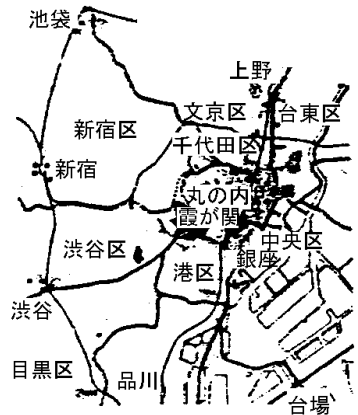 池袋
上野
文京区
台東区
新宿区
千代田区
新宿
丸の内
霞が関
渋谷区
中央区
銀座
港区
渋谷
目黒区
品川
台場